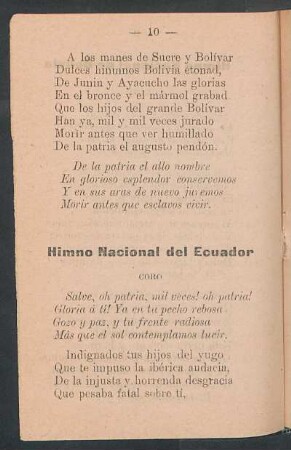 — 10 —
A los manes de Sucre y Bolívar
Dulces himnos Bolivia etonad,
De Junin y Ayacucho las glorias
En el bronce y el mármol grabad.
Que los hijos del grande Bolívar
Han ya, mil y mil veces jurado
Morir antes que ver humillado
De la patria el augusto pendón.
De la patria el alto nombre
En glorioso esplendor conservemos
Y en sus aras de nuevo juremos
Morir antes que esclavos vivir.
Himno Nacional del Ecuador
CORO
Salve, oh patria, mil veces! oh patria!
Gloria á tí! Ya en tu pecho rebosa
Gozo y paz, y tu frente radiosa
Más que el sol contemplamos lucir.
Indignados tus hijos del yugo
Que te impuso la ibérica audacia,
De la injusta y horrenda desgracia
Que pesaba fatal sobre tí,